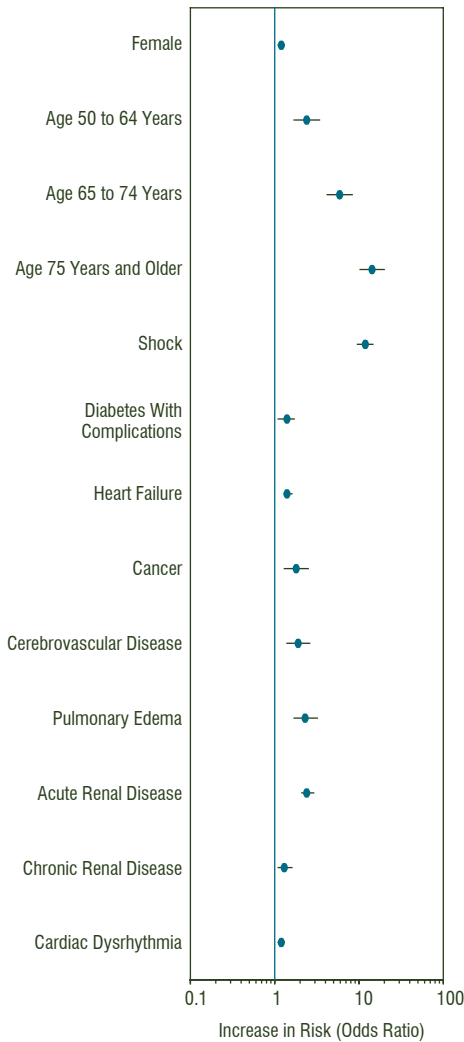 Female
Age 50 to 64 Years
Age 65 to 74 Years
Age 75 Years and Older
Shock
Diabetes With
Complications
Heart Failure
Cancer
Cerebrovascular Disease
Pulmonary Edema
Acute Renal Disease
Chronic Renal Disease
Cardiac Dysrhythmia
0.1 1 10 100
Increase in Risk (Odds Ratio)